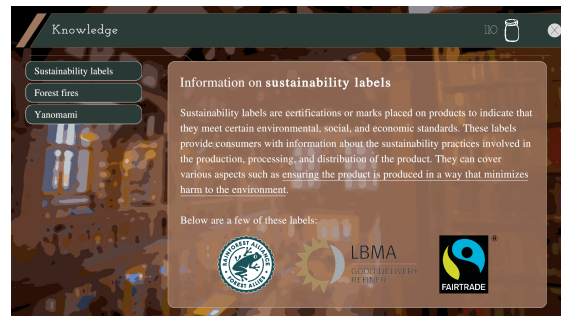 Knowledge
110
Sustainability labels
Forest fires
Yanomami
Information on sustainability labels
Sustainability labels are certifications or marks placed on products to indicate that
they meet certain environmental, social, and economic standards. These labels
provide consumers with information about the sustainability practices involved in
the production, processing, and distribution of the product. They can cover
various aspects such as ensuring the product is produced in a way that minimizes
harm to the environment.
Below are a few of these labels:
RAINFOREST ALLIANCE
FOREST ALLIES
LBMA
GOOD DELIVERY
REFINER
FAIRTRADE
®